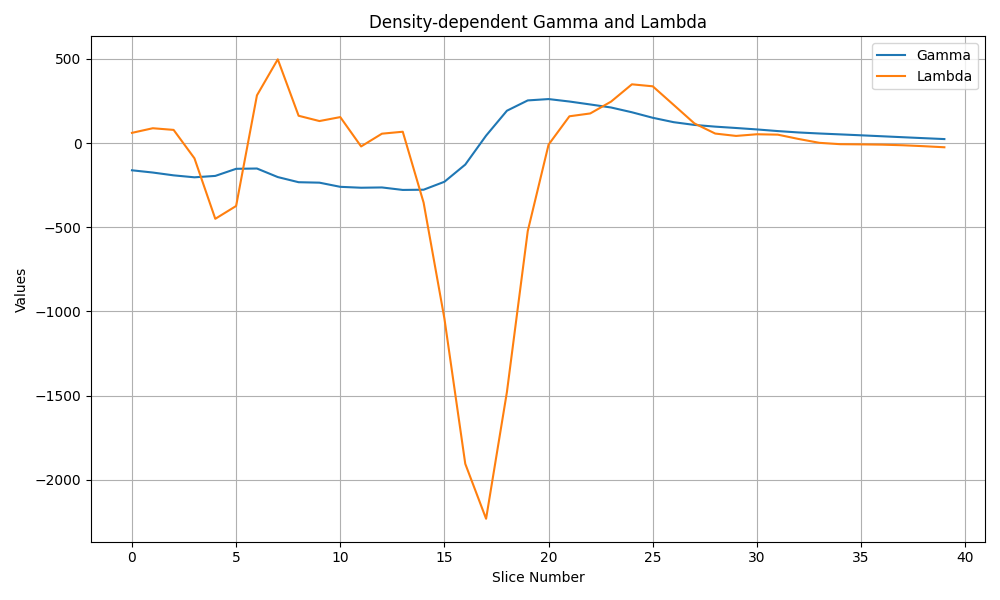 Density-dependent Gamma and Lambda
Gamma
Lambda
Values
500
0
−500
−1000
−1500
−2000
0 5 10 15 20 25 30 35 40
Slice Number